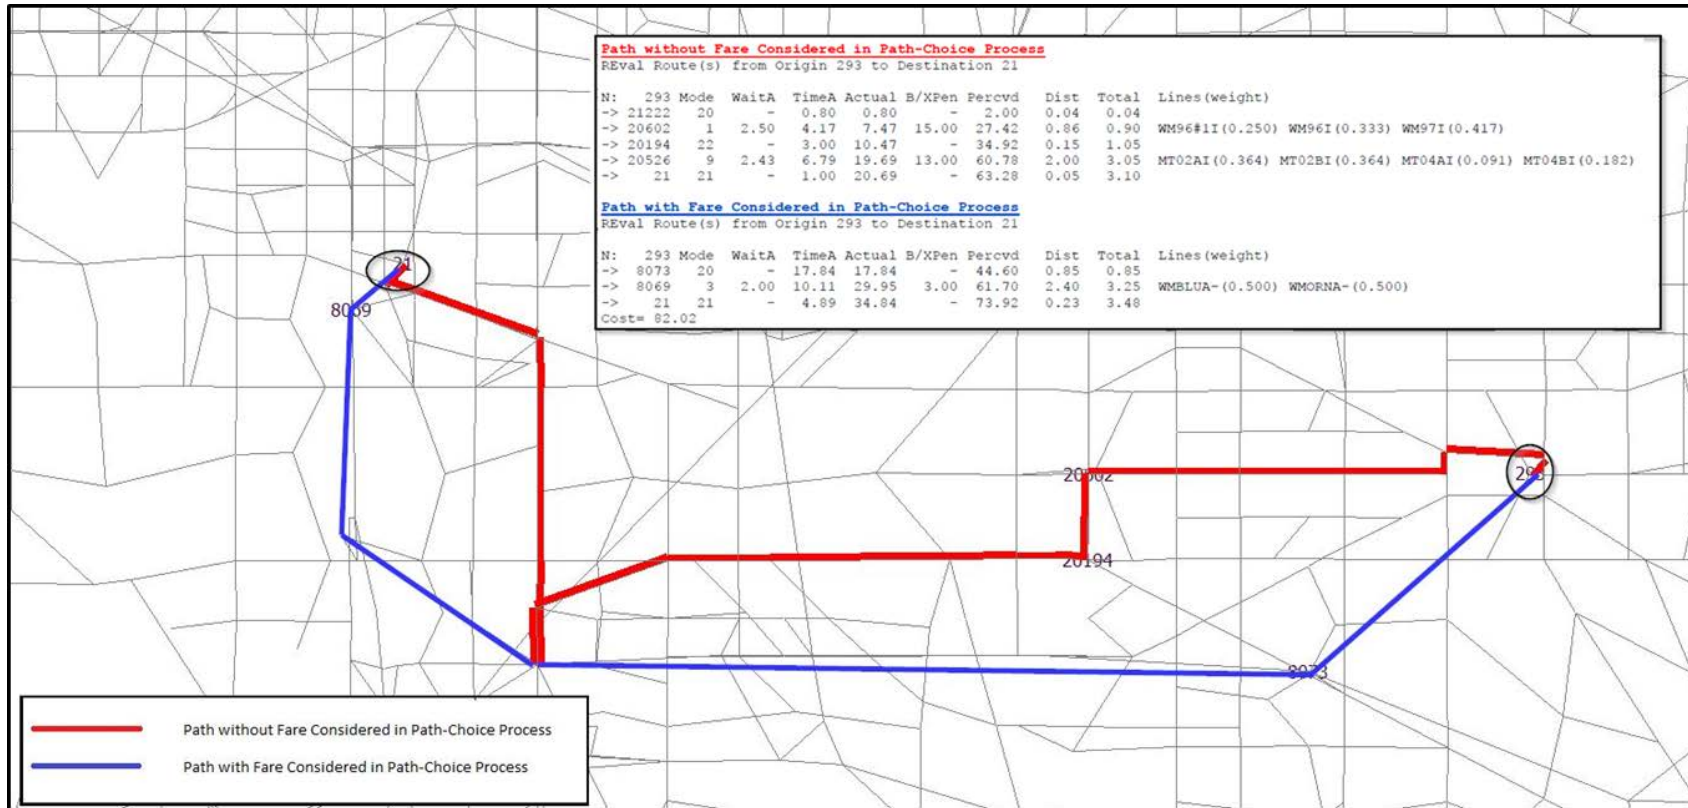 Path without Fare Considered in Path-Choice Process
REval Route(s) from Origin 293 to Destination 21
N: 293 Mode WaitA TimeA Actual B/XPen Percvd Dist Total Lines(weight)
-> 21222 20 - 0.80 0.80 - 2.00 0.04 0.04
-> 20602 1 2.50 4.17 7.47 15.00 27.42 0.86 0.90 WM96#1I(0.250) WM96I(0.333) WM97I(0.417)
-> 20194 22 - 3.00 10.47 - 34.92 0.15 1.05
-> 20526 9 2.43 6.79 19.69 13.00 60.78 2.00 3.05 MT02AI(0.364) MT02BI(0.364) MT04AI(0.091) MT04BI(0.182)
-> 21 21 - 1.00 20.69 - 63.28 0.05 3.10
Path with Fare Considered in Path-Choice Process
REval Route(s) from Origin 293 to Destination 21
N: 293 Mode WaitA TimeA Actual B/XPen Percvd Dist Total Lines(weight)
-> 8073 20 - 17.84 17.84 - 44.60 0.85 0.85
-> 8069 3 2.00 10.11 29.95 3.00 61.70 2.40 3.25 WMBLUA-(0.500) WMORNA-(0.500)
-> 21 21 - 4.89 34.84 - 73.92 0.23 3.48
Cost= 82.02
21
8069
20602
293
20194
8073
Path without Fare Considered in Path-Choice Process
Path with Fare Considered in Path-Choice Process